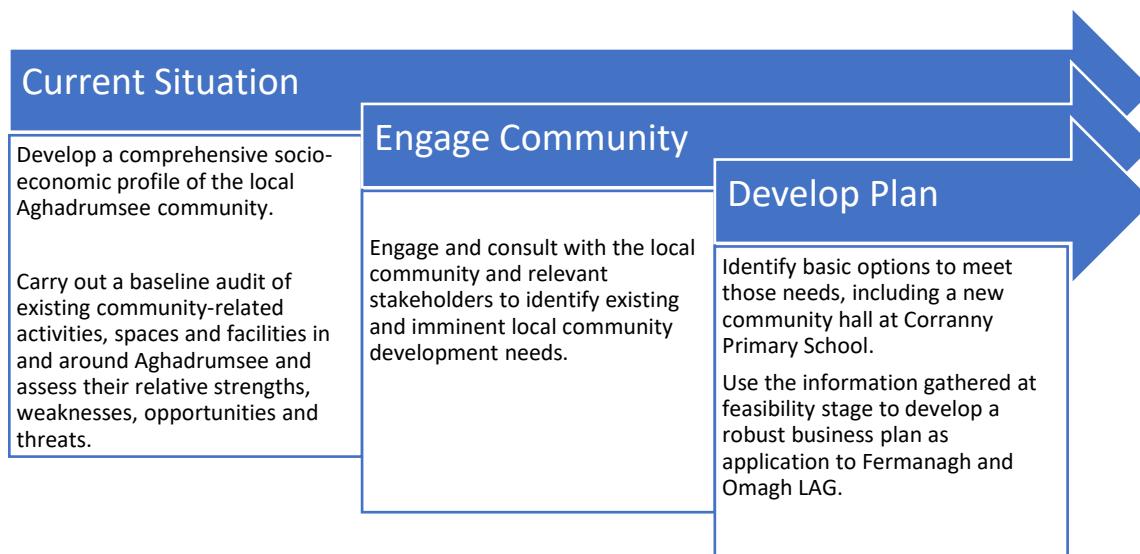 Current Situation
Develop a comprehensive socio-
economic profile of the local
Aghadrumsee community.
Carry out a baseline audit of
existing community-related
activities, spaces and facilities in
and around Aghadrumsee and
assess their relative strengths,
weaknesses, opportunities and
threats.
Engage Community
Engage and consult with the local
community and relevant
stakeholders to identify existing
and imminent local community
development needs.
Develop Plan
Identify basic options to meet
those needs, including a new
community hall at Corranny
Primary School.
Use the information gathered at
feasibility stage to develop a
robust business plan as
application to Fermanagh and
Omagh LAG.